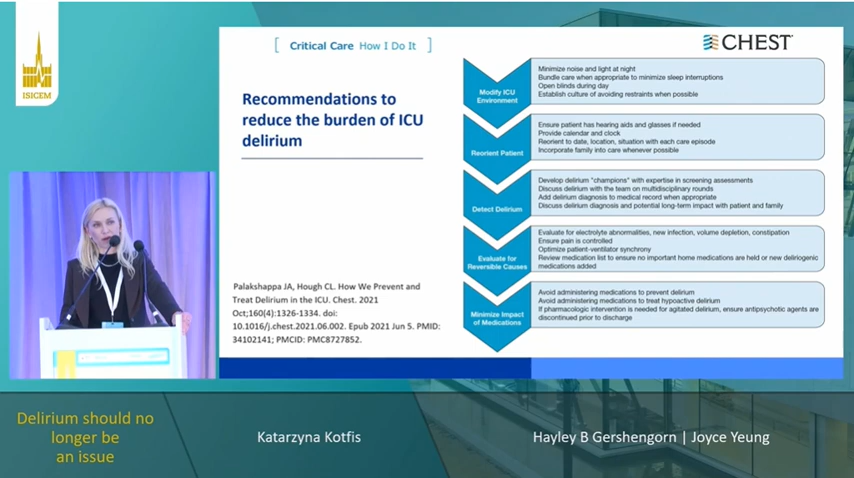 ISICEM
[ Critical Care How I Do It ]
CHEST
Recommendations to
reduce the burden of ICU
delirium
Palakshappa JA, Hough CL. How We Prevent and
Treat Delirium in the ICU. Chest. 2021
Oct;160(4):1326-1334. doi:
10.1016/j.chest.2021.06.002. Epub 2021 Jun 5. PMID:
34102141; PMCID: PMC8727852.
Modify ICU
Environment
Minimize noise and light at night
Bundle care when appropriate to minimize sleep interruptions
Open blinds during day
Establish culture of avoiding restraints when possible
Reorient Patient
Ensure patient has hearing aids and glasses if needed
Provide calendar and clock
Reorient to date, location, situation with each care episode
Incorporate family into care whenever possible
Detect Delirium
Develop delirium "champions" with expertise in screening assessments
Discuss delirium with the team on multidisciplinary rounds
Add delirium diagnosis to medical record when appropriate
Discuss delirium diagnosis and potential long-term impact with patient and family
Evaluate for
Reversible Causes
Evaluate for electrolyte abnormalities, new infection, volume depletion, constipation
Ensure pain is controlled
Optimize patient-ventilator synchrony
Review medication list to ensure no important home medications are held or new deliriogenic
medications added
Minimize Impact
of Medications
Avoid administering medications to prevent delirium
Avoid administering medications to treat hypoactive delirium
If pharmacologic intervention is needed for agitated delirium, ensure antipsychotic agents are
discontinued prior to discharge
Delirium should no
longer be
an issue
Katarzyna Kotfis
Hayley B Gershengorn | Joyce Yeung